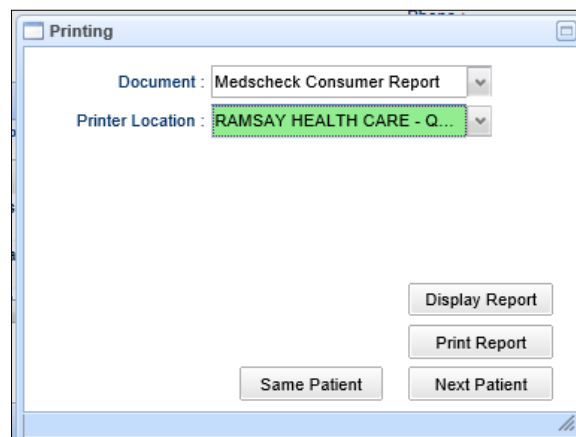 Printing
Document : Medscheck Consumer Report
Printer Location : RAMSAY HEALTH CARE - Q...
Display Report
Print Report
Same Patient Next Patient